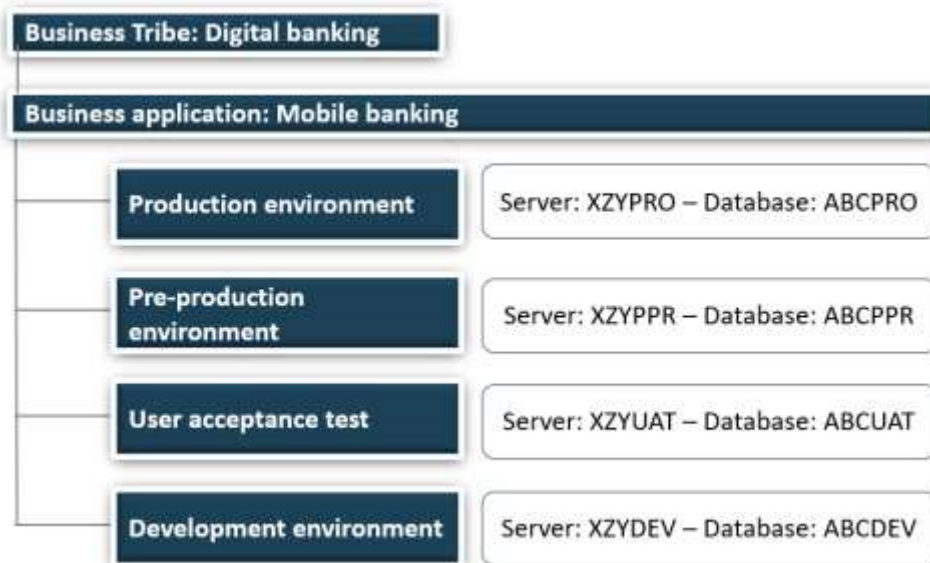 Business Tribe: Digital banking
Business application: Mobile banking
Production environment
Server: XZYPRO – Database: ABCPRO
Pre-production
environment
Server: XZYPPR – Database: ABCPPR
User acceptance test
Server: XZYUAT – Database: ABCUAT
Development environment
Server: XZYDEV – Database: ABCDEV